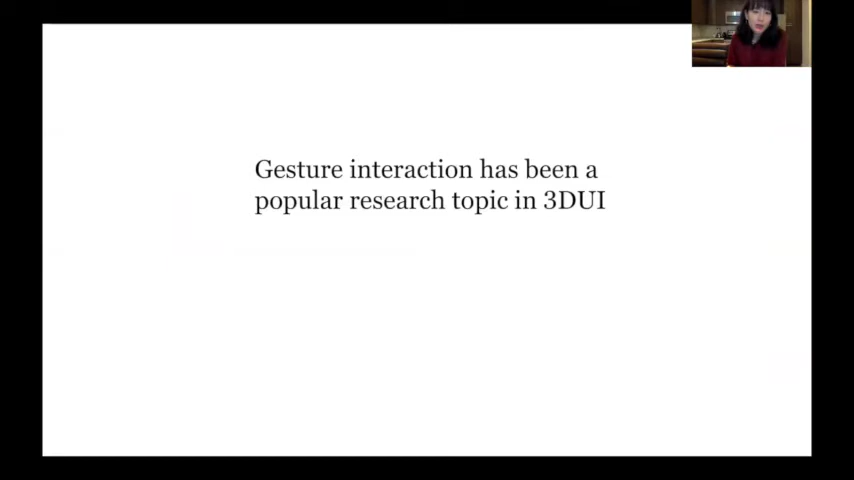 Gesture interaction has been a
popular research topic in 3DUI